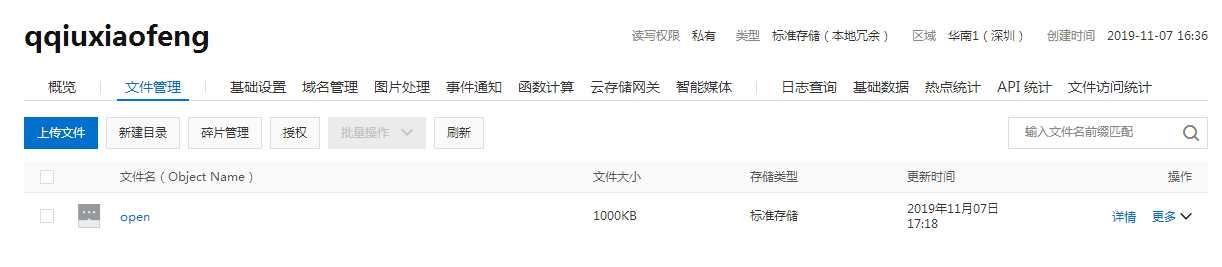 qqiuxiaofeng 读写权限 私有 类型 标准存储（本地冗余） 区域 华南1（深圳） 创建时间 2019-11-07 16:36
概览 文件管理 基础设置 域名管理 图片处理 事件通知 函数计算 云存储网关 智能媒体 日志查询 基础数据 热点统计 API 统计 文件访问统计
上传文件 新建目录 碎片管理 授权 批量操作 刷新 输入文件名前缀匹配
文件名（Object Name） 文件大小 存储类型 更新时间 操作
open 1000KB 标准存储 2019年11月07日 详情 更多
17:18